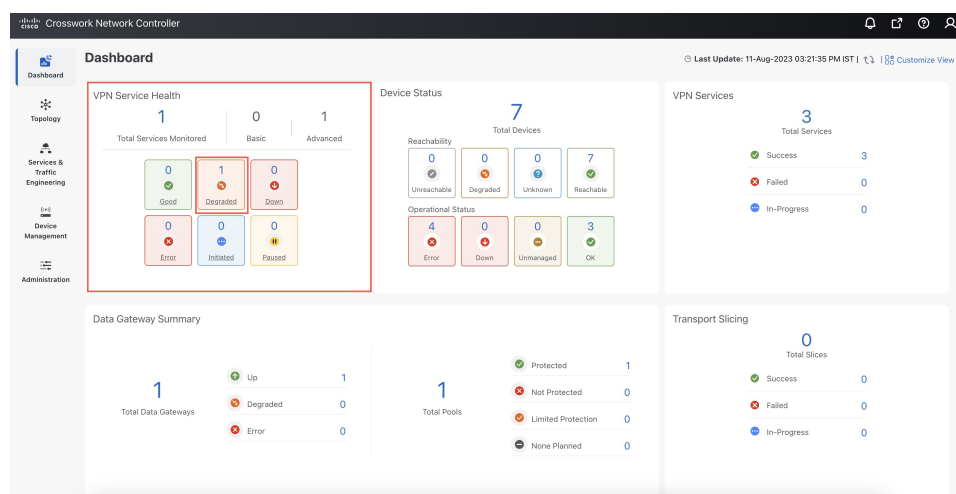 cisco Crosswork Network Controller
Dashboard
Topology
Services &
Traffic
Engineering
Device
Management
Administration
Dashboard
Last Update: 11-Aug-2023 03:21:35 PM IST | | Customize View
VPN Service Health
1 0 1
Total Services Monitored Basic Advanced
0 1 0
Good Degraded Down
0 0 0
Error Initiated Paused
Device Status
7
Total Devices
Reachability
0 0 0 7
Unreachable Degraded Unknown Reachable
Operational Status
4 0 0 3
Error Down Unmanaged OK
VPN Services
3
Total Services
Success 3
Failed 0
In-Progress 0
Data Gateway Summary
1
Total Data Gateways
Up 1
Degraded 0
Error 0
1
Total Pools
Protected 1
Not Protected 0
Limited Protection 0
None Planned 0
Transport Slicing
0
Total Slices
Success 0
Failed 0
In-Progress 0